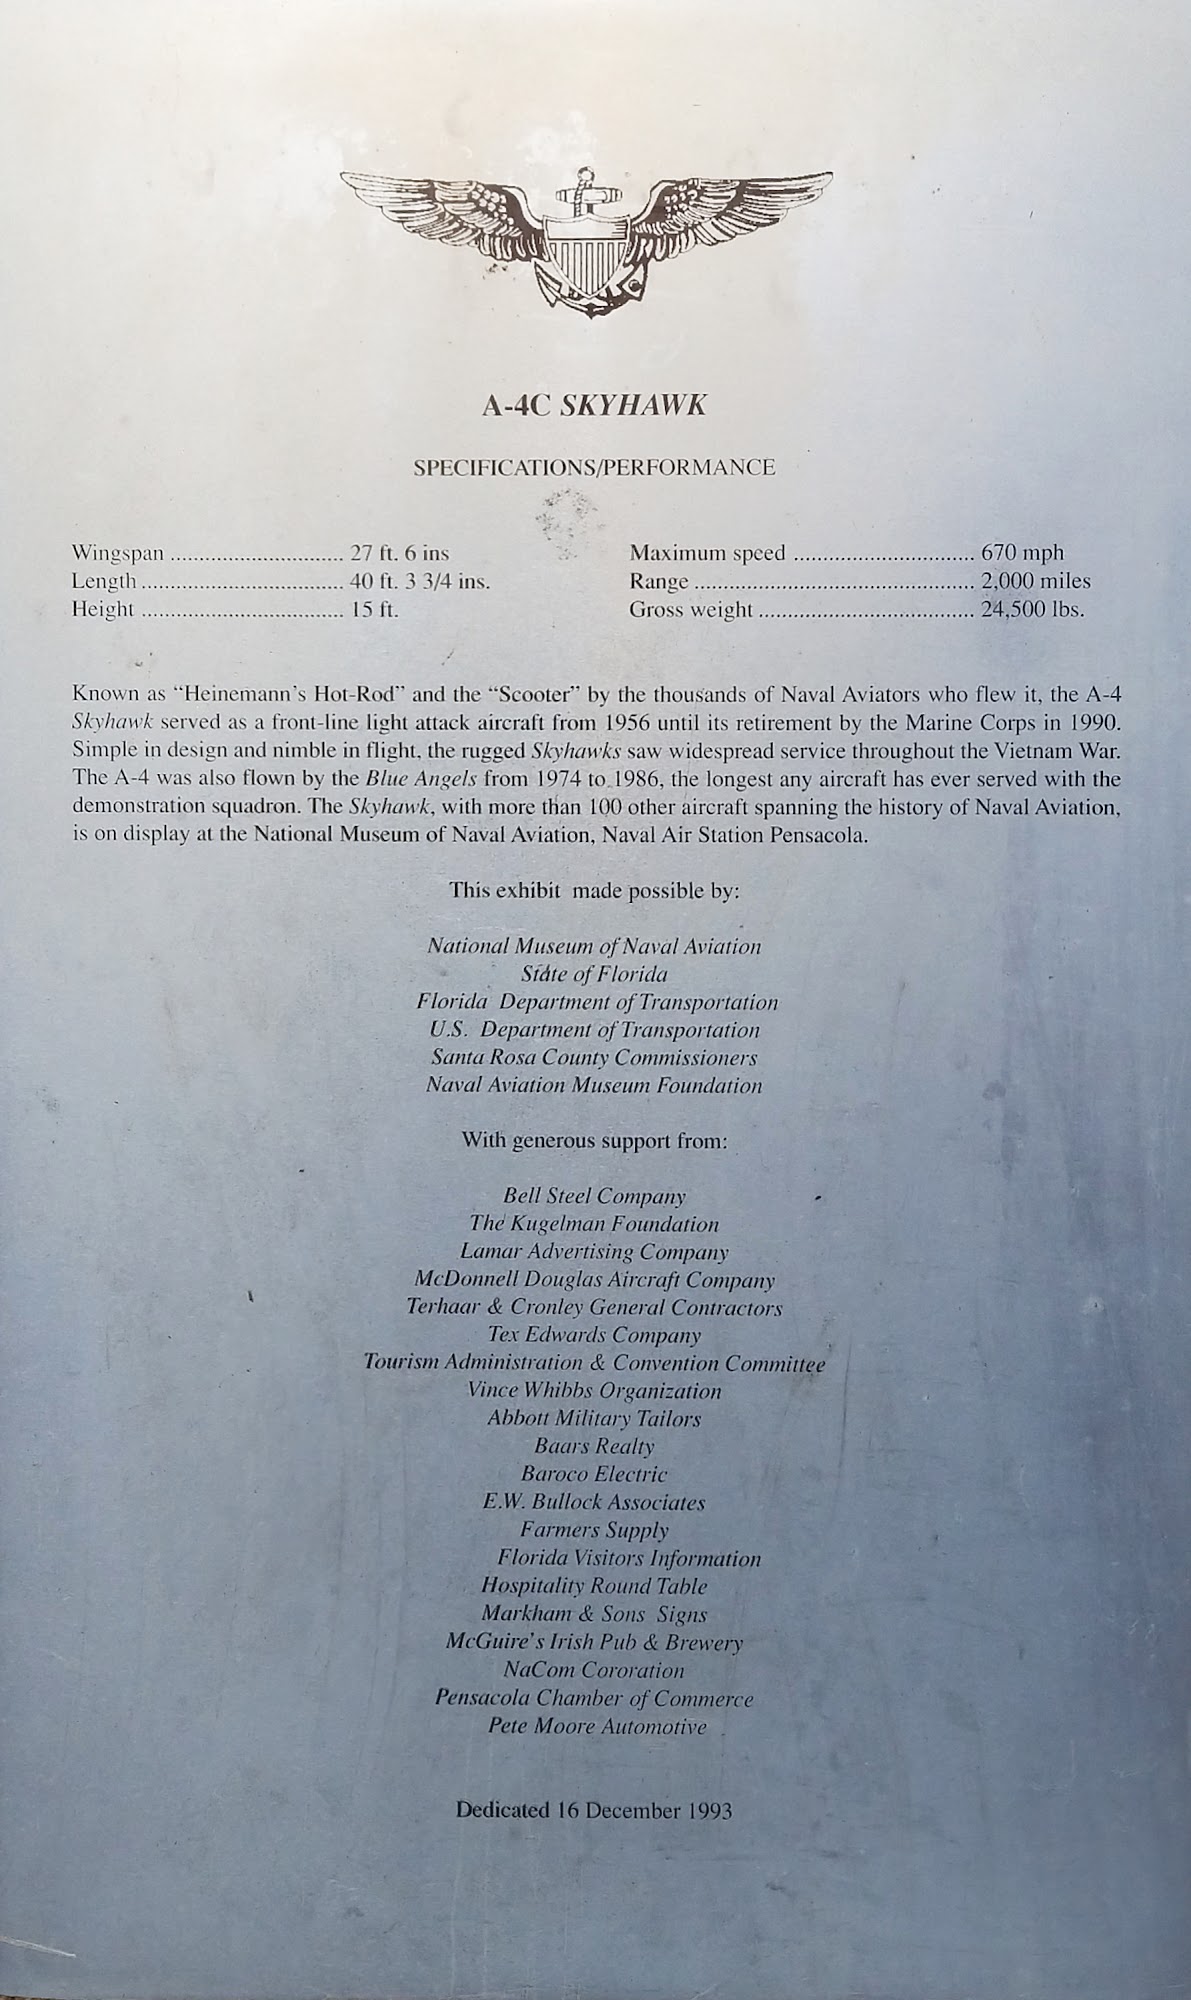 A-4C SKYHAWK
SPECIFICATIONS/PERFORMANCE
Wingspan .............................. 27 ft. 6 ins
Length ................................... 40 ft. 3 3/4 ins.
Height ................................... 15 ft.
Maximum speed ............................... 670 mph
Range ................................................ 2,000 miles
Gross weight ..................................... 24,500 lbs.
Known as “Heinemann’s Hot-Rod” and the “Scooter” by the thousands of Naval Aviators who flew it, the A-4
Skyhawk served as a front-line light attack aircraft from 1956 until its retirement by the Marine Corps in 1990.
Simple in design and nimble in flight, the rugged Skyhawks saw widespread service throughout the Vietnam War.
The A-4 was also flown by the Blue Angels from 1974 to 1986, the longest any aircraft has ever served with the
demonstration squadron. The Skyhawk, with more than 100 other aircraft spanning the history of Naval Aviation,
is on display at the National Museum of Naval Aviation, Naval Air Station Pensacola.
This exhibit made possible by:
National Museum of Naval Aviation
State of Florida
Florida Department of Transportation
U.S. Department of Transportation
Santa Rosa County Commissioners
Naval Aviation Museum Foundation
With generous support from:
Bell Steel Company
The Kugelman Foundation
Lamar Advertising Company
McDonnell Douglas Aircraft Company
Terhaar & Cronley General Contractors
Tex Edwards Company
Tourism Administration & Convention Committee
Vince Whibbs Organization
Abbott Military Tailors
Baars Realty
Baroco Electric
E.W. Bullock Associates
Farmers Supply
Florida Visitors Information
Hospitality Round Table
Markham & Sons Signs
McGuire’s Irish Pub & Brewery
NaCom Cororation
Pensacola Chamber of Commerce
Pete Moore Automotive
Dedicated 16 December 1993